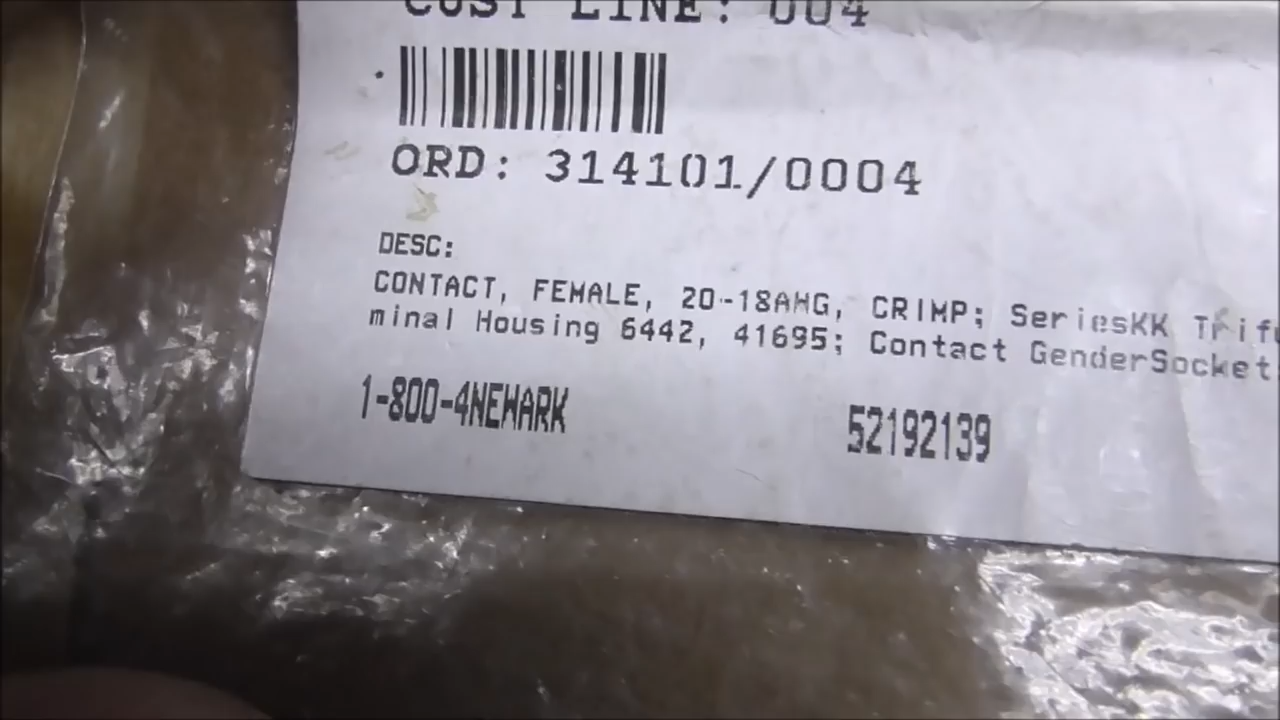 CUST LINE: 004
ORD: 314101/0004
DESC:
CONTACT, FEMALE, 20-18AWG, CRIMP; SeriesKK Trif
minal Housing 6442, 41695; Contact GenderSocket
1-800-4NEWARK
52192139